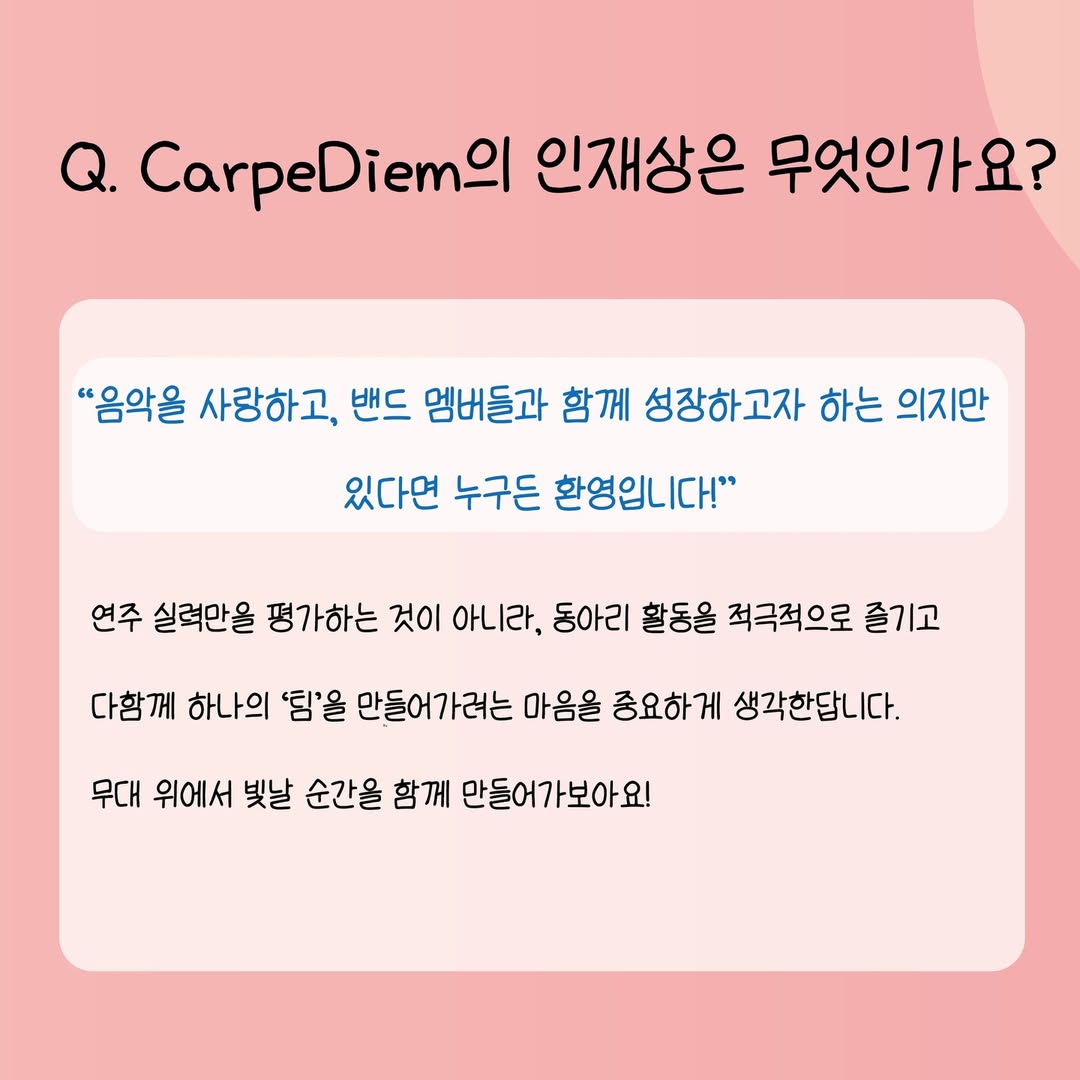 Q. CarpeDiem의 인재상은 무엇인가요?
“음악을 사랑하고, 밴드 멤버들과 함께 성장하고자 하는 의지만
있다면 누구든 환영입니다!”
연주 실력만을 평가하는 것이 아니라, 동아리 활동을 적극적으로 즐기고
다함께 하나의 ‘팀’을 만들어가려는 마음을 중요하게 생각한답니다.
무대 위에서 빛날 순간을 함께 만들어가보아요!